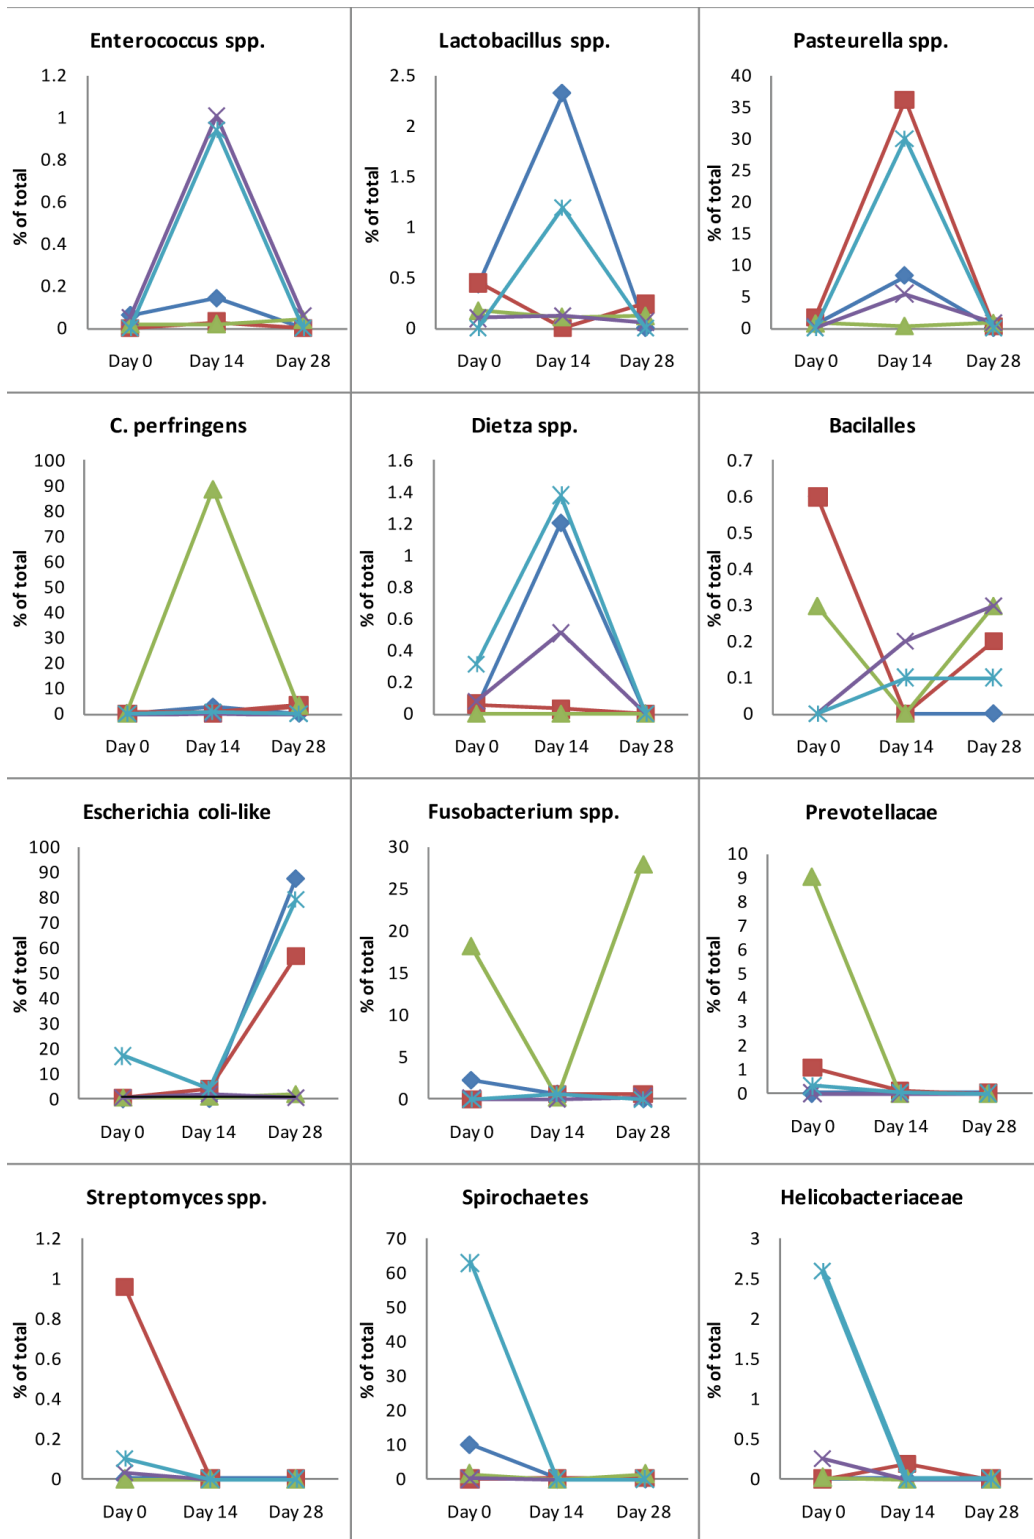 Enterococcus spp.
1.2
1
0.8
0.6
0.4
0.2
0
% of total
Day 0 Day 14 Day 28
Lactobacillus spp.
2.5
2
1.5
1
0.5
0
% of total
Day 0 Day 14 Day 28
Pasteurella spp.
40
35
30
25
20
15
10
5
0
% of total
Day 0 Day 14 Day 28
C. perfringens
100
90
80
70
60
50
40
30
20
10
0
% of total
Day 0 Day 14 Day 28
Dietza spp.
1.6
1.4
1.2
1
0.8
0.6
0.4
0.2
0
% of total
Day 0 Day 14 Day 28
Bacilalles
0.7
0.6
0.5
0.4
0.3
0.2
0.1
0
% of total
Day 0 Day 14 Day 28
Escherichia coli-like
100
90
80
70
60
50
40
30
20
10
0
% of total
Day 0 Day 14 Day 28
Fusobacterium spp.
30
25
20
15
10
5
0
% of total
Day 0 Day 14 Day 28
Prevotellacae
10
9
8
7
6
5
4
3
2
1
0
% of total
Day 0 Day 14 Day 28
Streptomyces spp.
1.2
1
0.8
0.6
0.4
0.2
0
% of total
Day 0 Day 14 Day 28
Spirochaetes
70
60
50
40
30
20
10
0
% of total
Day 0 Day 14 Day 28
Helicobacteriaceae
3
2.5
2
1.5
1
0.5
0
% of total
Day 0 Day 14 Day 28